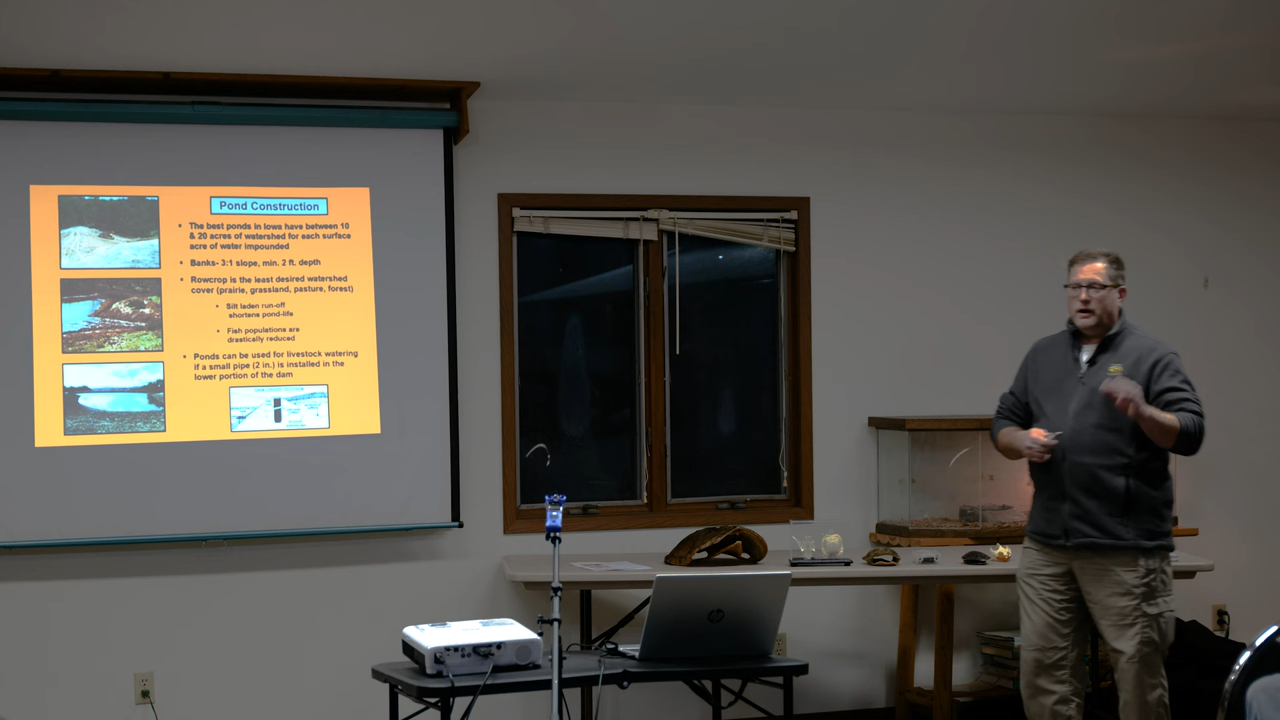 Pond Construction
The best ponds in Iowa have between 10
& 20 acres of watershed for each surface
acre of water impounded
Banks- 3:1 slope, min. 2 ft. depth
Rowcrop is the least desired watershed
cover (prairie, grassland, pasture, forest)
Silt laden run-off
shortens pond-life
Fish populations are
drastically reduced
Ponds can be used for livestock watering
if a small pipe (2 in.) is installed in the
lower portion of the dam
hp